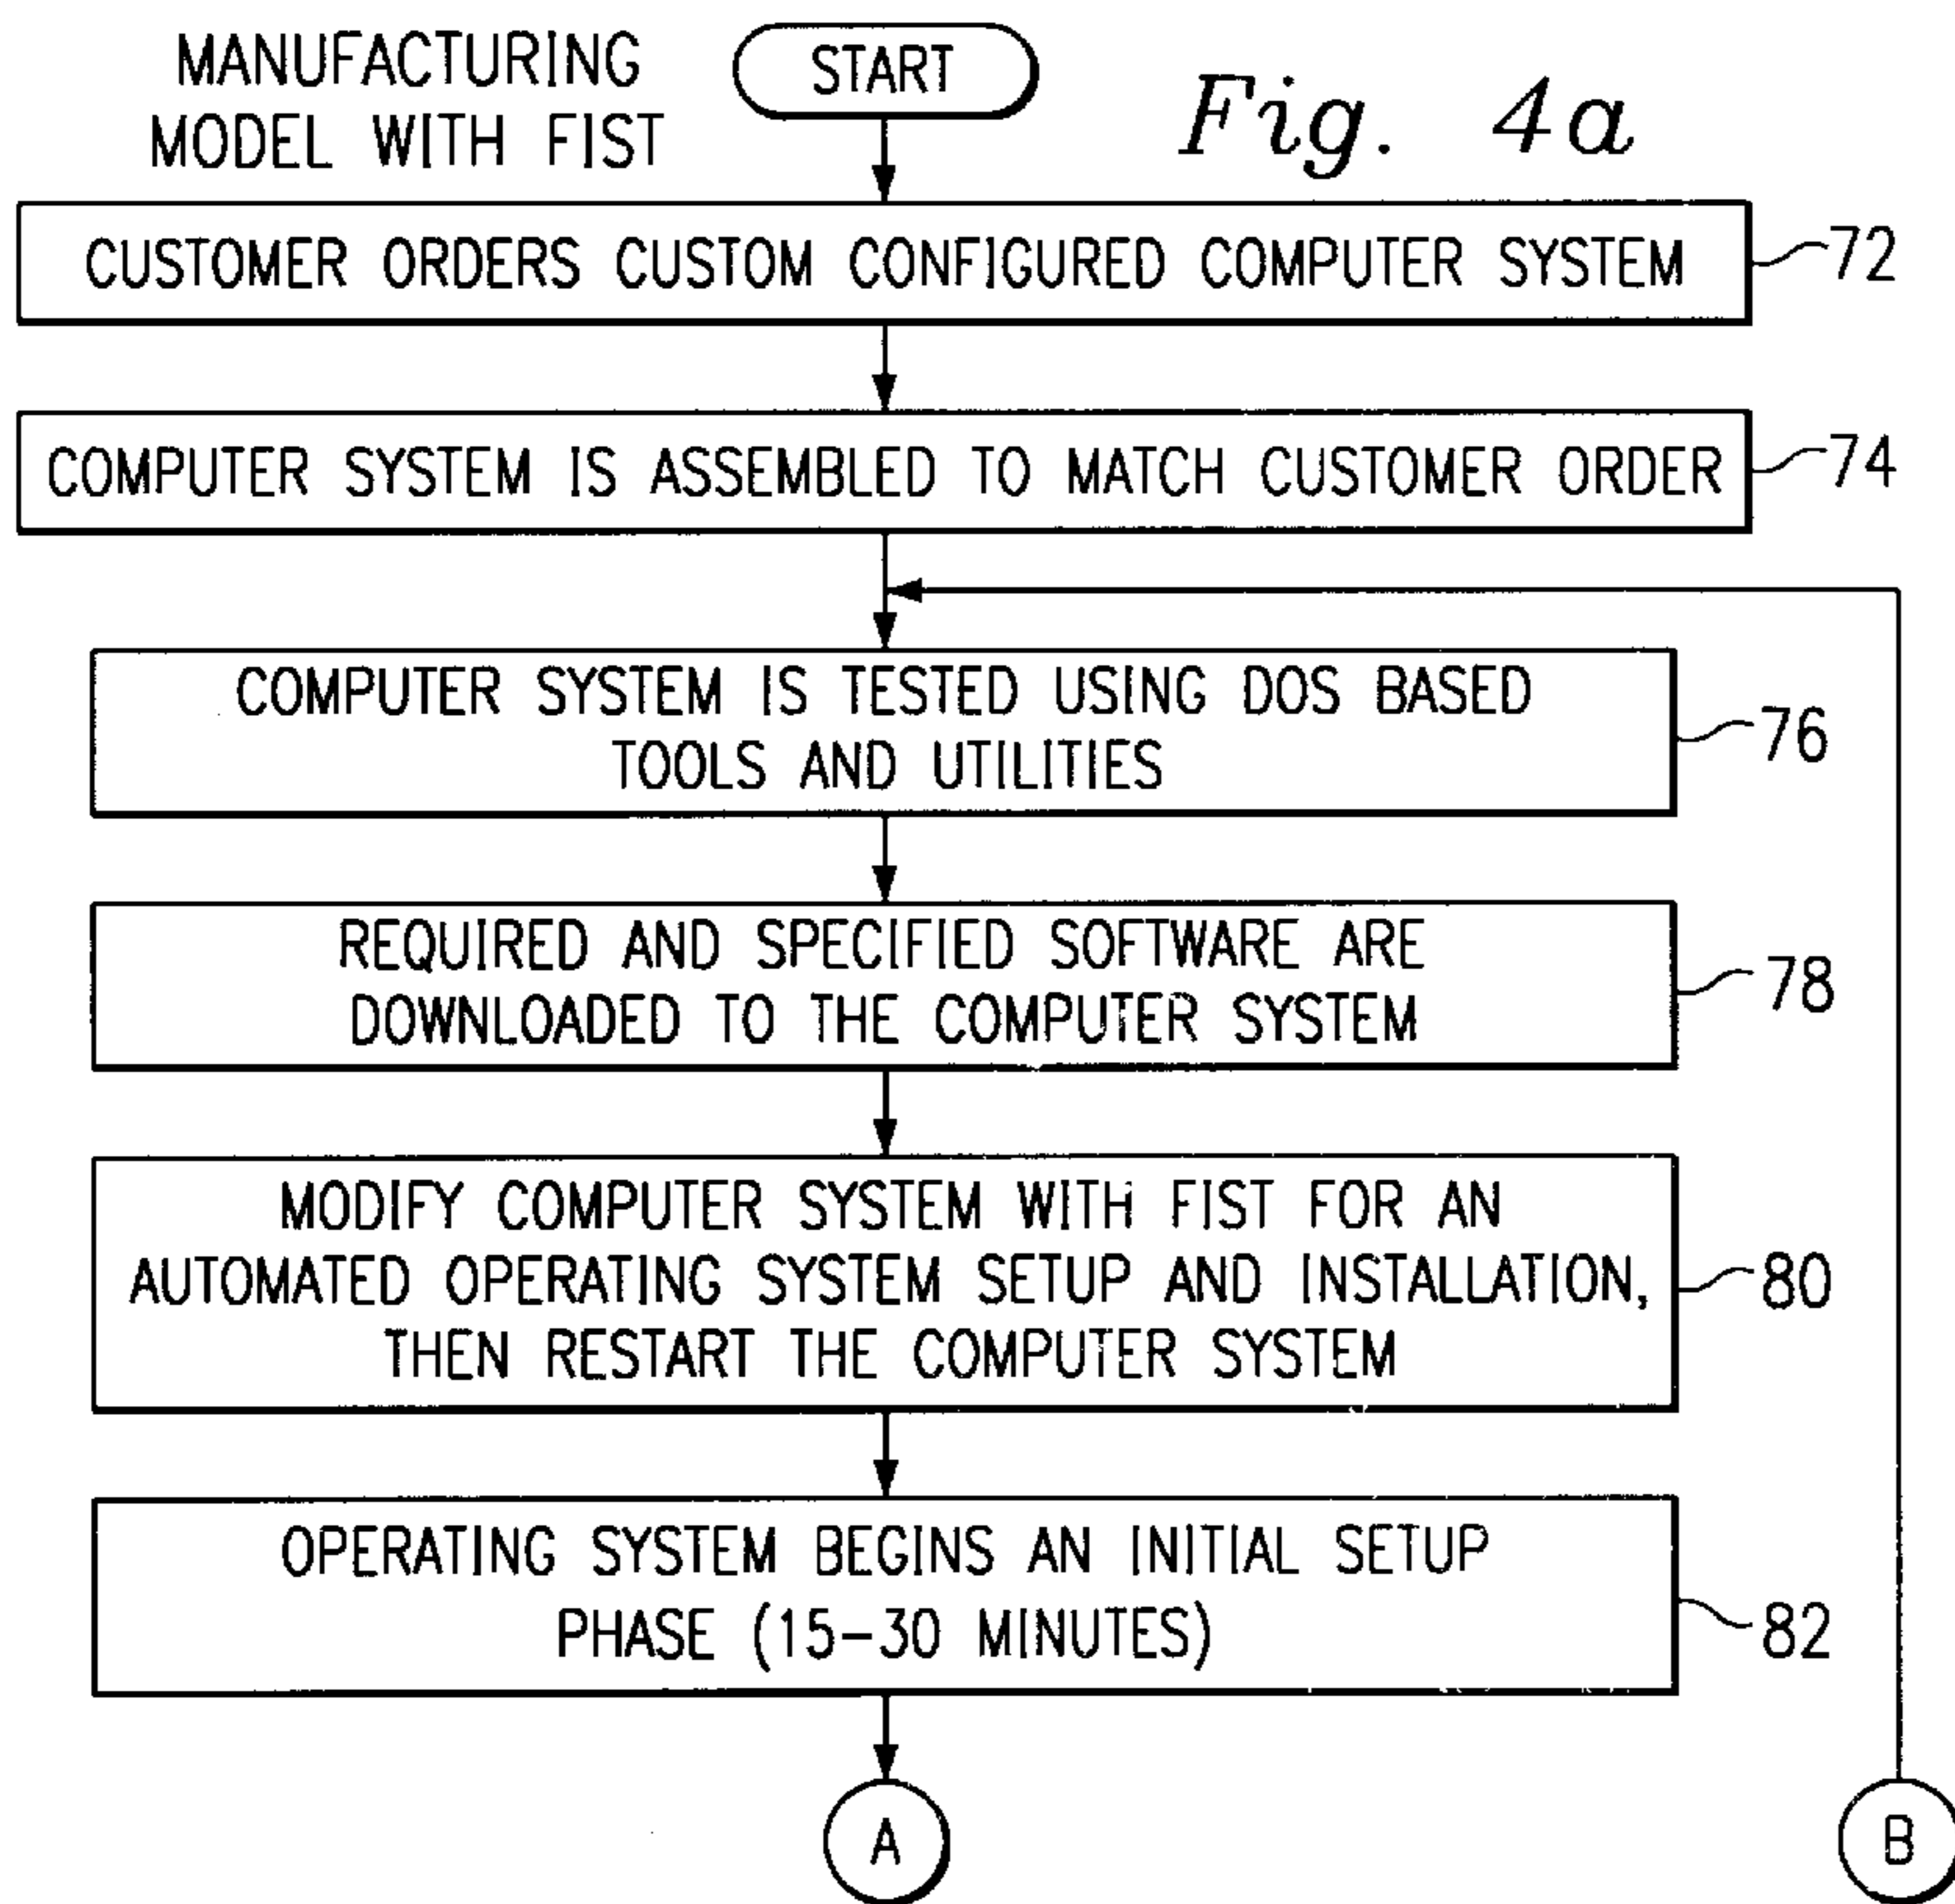 MANUFACTURING
MODEL WITH FIST
START
Fig. 4a
CUSTOMER ORDERS CUSTOM CONFIGURED COMPUTER SYSTEM
72
COMPUTER SYSTEM IS ASSEMBLED TO MATCH CUSTOMER ORDER
74
COMPUTER SYSTEM IS TESTED USING DOS BASED
TOOLS AND UTILITIES
76
REQUIRED AND SPECIFIED SOFTWARE ARE
DOWNLOADED TO THE COMPUTER SYSTEM
78
MODIFY COMPUTER SYSTEM WITH FIST FOR AN
AUTOMATED OPERATING SYSTEM SETUP AND INSTALLATION,
THEN RESTART THE COMPUTER SYSTEM
80
OPERATING SYSTEM BEGINS AN INITIAL SETUP
PHASE (15-30 MINUTES)
82
A
B